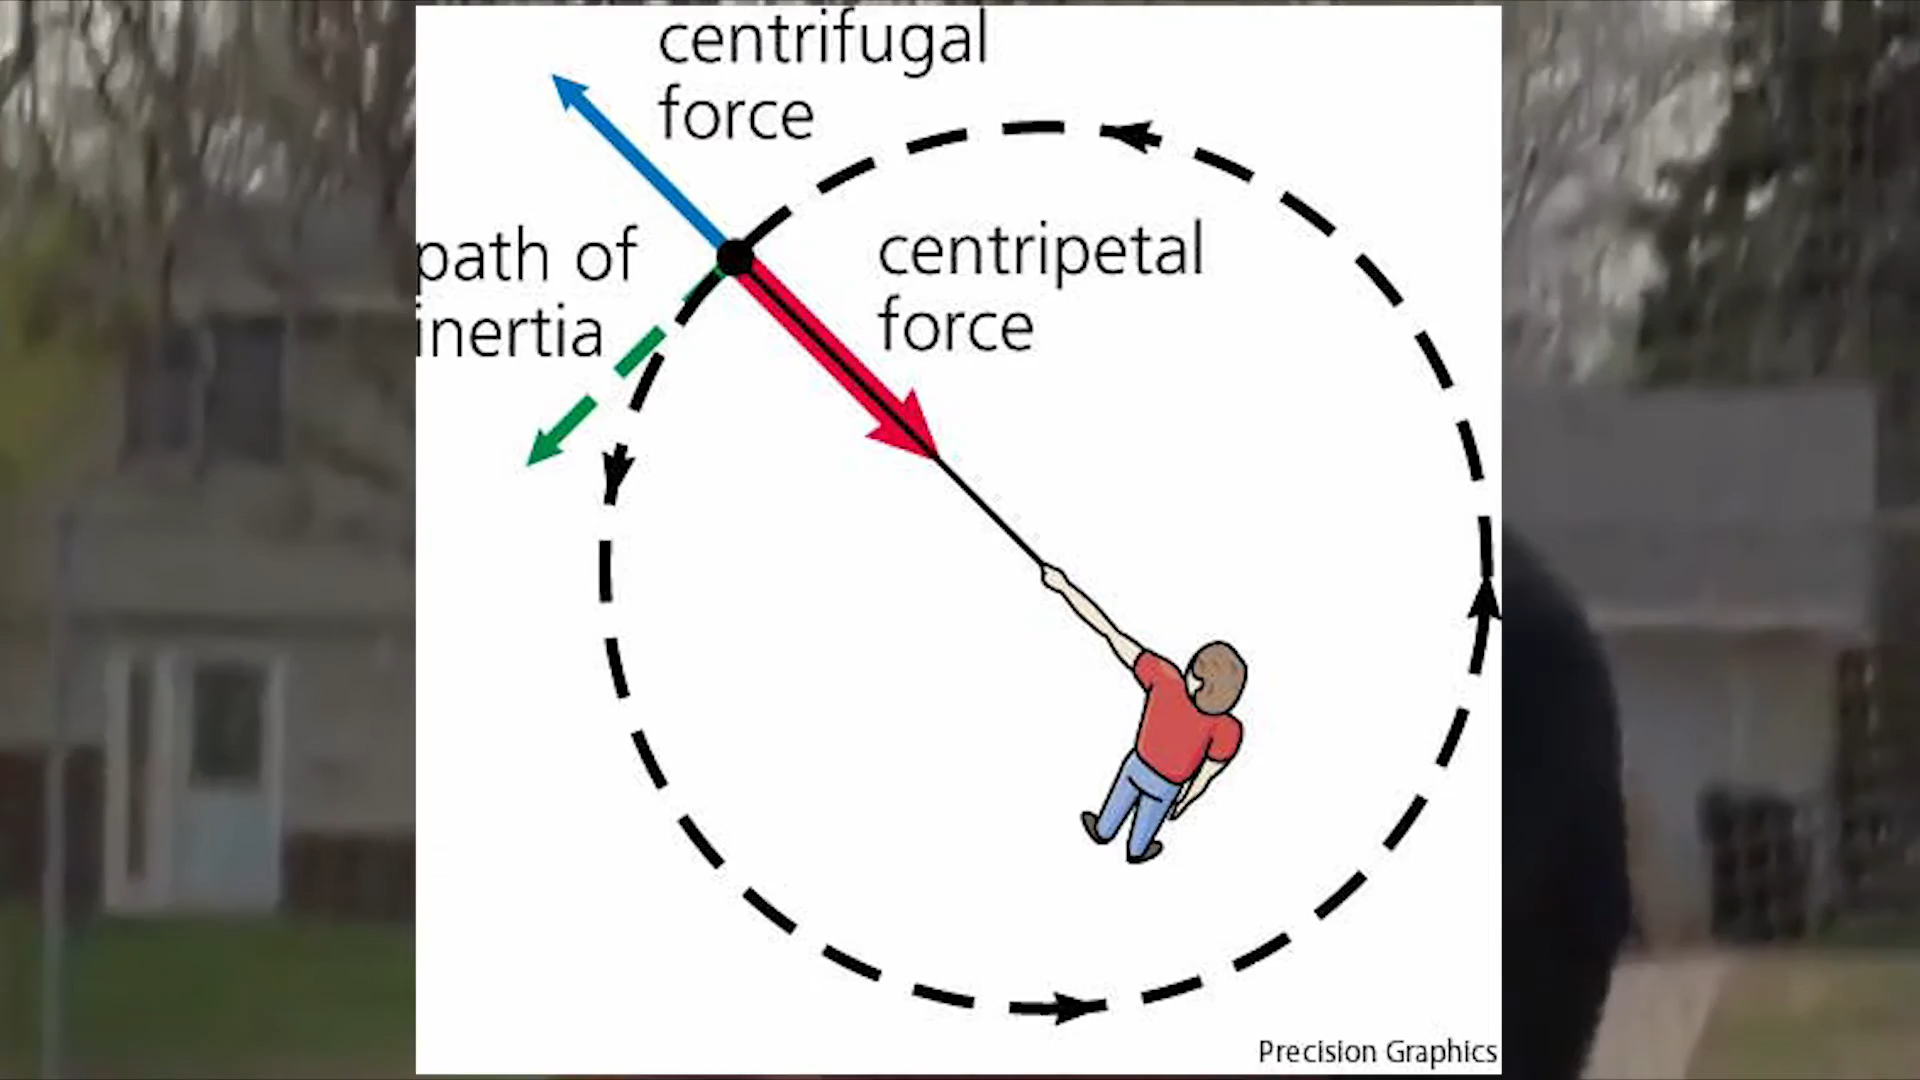 centrifugal
force
centripetal
force
path of
inertia
Precision Graphics